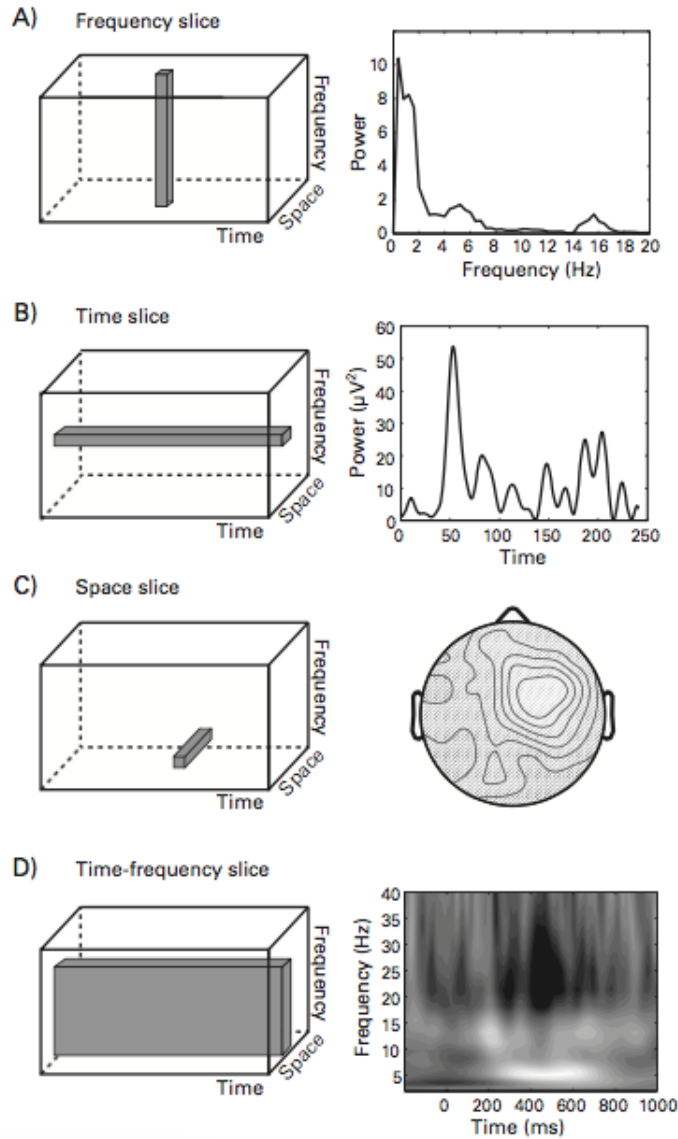 A) Frequency slice
Frequency
Space
Time
Power
10
8
6
4
2
0
0 2 4 6 8 10 12 14 16 18 20
Frequency (Hz)
B) Time slice
Frequency
Space
Time
Power (µV²)
60
50
40
30
20
10
0
0 50 100 150 200 250
Time
C) Space slice
Frequency
Space
Time
D) Time-frequency slice
Frequency
Space
Time
Frequency (Hz)
40
35
30
25
20
15
10
5
0 200 400 600 800 1000
Time (ms)